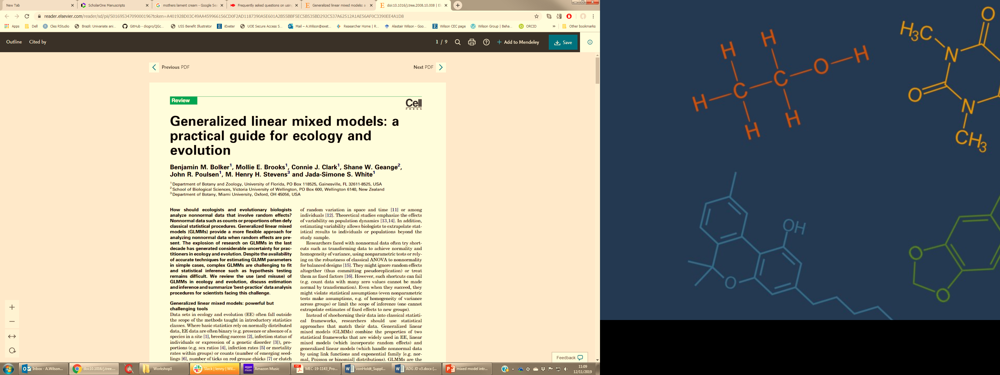 New Tab
ScholarOne Manuscripts
mothers lament cream - Google Sea
Frequently asked questions on usin
Generalized linear mixed models: a
doi:10.1016/j.tree.2008.10.008 | Els
reader.elsevier.com/reader/sd/pii/S0169534709000196?token=A401928D03C49AA459966156CD0F2AD1187390A5E601A2B55BBF5EC5B535BD292C537A62512A1AE56AF0C3390EE4A1D8
Apps
Dell
Cles RStudio
Brazil: Univariate ani...
GitHub - diogro/QGc...
USS Benefit Illustrator
iExeter
UOE Secure Access S...
Mail – A.Wilson@exet...
Researcher Home | R...
Alastair Wilson - Goo...
Wilson CEC page
Wilson Group | Beha...
ORCID
»
Other bookmarks
Outline
Cited by
1 / 9
+ Add to Mendeley
Save
Previous PDF
Next PDF
Review
Cell
PRESS
Generalized linear mixed models: a
practical guide for ecology and
evolution
Benjamin M. Bolker1, Mollie E. Brooks1, Connie J. Clark1, Shane W. Geange2,
John R. Poulsen1, M. Henry H. Stevens3 and Jada-Simone S. White1
1 Department of Botany and Zoology, University of Florida, PO Box 118525, Gainesville, FL 32611-8525, USA
2 School of Biological Sciences, Victoria University of Wellington, PO Box 600, Wellington 6140, New Zealand
3 Department of Botany, Miami University, Oxford, OH 45056, USA
How should ecologists and evolutionary biologists
analyze nonnormal data that involve random effects?
Nonnormal data such as counts or proportions often defy
classical statistical procedures. Generalized linear mixed
models (GLMMs) provide a more flexible approach for
analyzing nonnormal data when random effects are pre-
sent. The explosion of research on GLMMs in the last
decade has generated considerable uncertainty for prac-
titioners in ecology and evolution. Despite the availability
of accurate techniques for estimating GLMM parameters
in simple cases, complex GLMMs are challenging to fit
and statistical inference such as hypothesis testing
remains difficult. We review the use (and misuse) of
GLMMs in ecology and evolution, discuss estimation
and inference and summarize 'best-practice' data analysis
procedures for scientists facing this challenge.
Generalized linear mixed models: powerful but
challenging tools
Data sets in ecology and evolution (EE) often fall outside
the scope of the methods taught in introductory statistics
classes. Where basic statistics rely on normally distributed
data, EE data are often binary (e.g. presence or absence of a
species in a site [1], breeding success [2], infection status of
individuals or expression of a genetic disorder [3]), pro-
portions (e.g. sex ratios [4], infection rates [5] or mortality
rates within groups) or counts (number of emerging seed-
lings [6], number of ticks on red grouse chicks [7] or clutch
of random variation in space and time [11] or among
individuals [12]. Theoretical studies emphasize the effects
of variability on population dynamics [13,14]. In addition,
estimating variability allows biologists to extrapolate stat-
istical results to individuals or populations beyond the
study sample.
Researchers faced with nonnormal data often try short-
cuts such as transforming data to achieve normality and
homogeneity of variance, using nonparametric tests or rely-
ing on the robustness of classical ANOVA to nonnormality
for balanced designs [15]. They might ignore random effects
altogether (thus committing pseudoreplication) or treat
them as fixed factors [16]. However, such shortcuts can fail
(e.g. count data with many zero values cannot be made
normal by transformation). Even when they succeed, they
might violate statistical assumptions (even nonparametric
tests make assumptions, e.g. of homogeneity of variance
across groups) or limit the scope of inference (one cannot
extrapolate estimates of fixed effects to new groups).
Instead of shoehorning their data into classical statisti-
cal frameworks, researchers should use statistical
approaches that match their data. Generalized linear
mixed models (GLMMs) combine the properties of two
statistical frameworks that are widely used in EE, linear
mixed models (which incorporate random effects) and
generalized linear models (which handle nonnormal data
by using link functions and exponential family [e.g. nor-
mal, Poisson or binomial] distributions). GLMMs are the
Feedback
Inbox - A.Wilson...
doi:10.1016/j.tree....
Workshop1
Slack | lenny | Wil...
Amazon Music
MEC-19-1143_Pro...
vonHoldt_Suppl...
ADG JD v3.docx (...
mixed model intr...
11:09
12/11/2019
H
H
O
H
C
C
H
H
H
H3C
O
N
O
N
CH3
OH
O
O
O